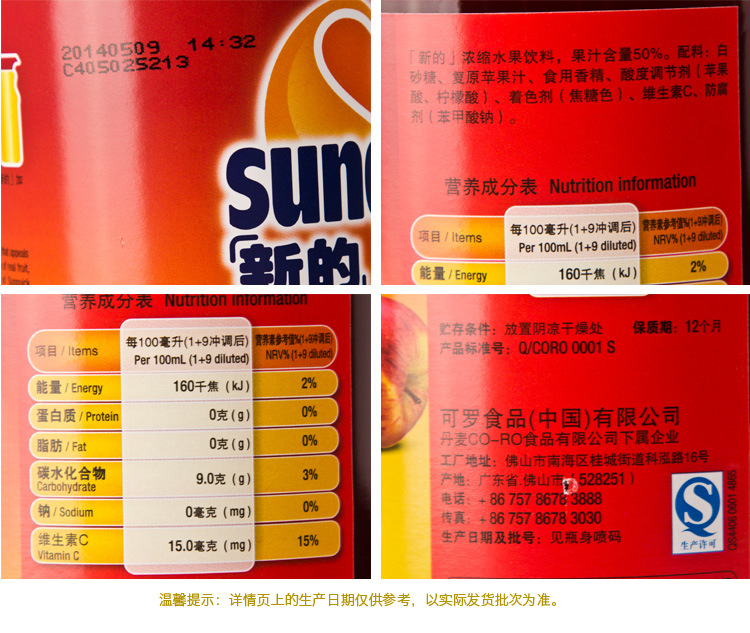 20140509 14:32
C405025213
sun
「新的
加
that appeals
of real fruit,
of Sunquick
「新的」浓缩水果饮料，果汁含量50%。配料：白
砂糖、复原苹果汁、食用香精、酸度调节剂（苹果
酸、柠檬酸）、着色剂（焦糖色）、维生素C、防腐
剂（苯甲酸钠）。
营养成分表 Nutrition information
项目 / Items 每100毫升(1+9冲调后) 营养素参考值%(1+9冲调后)
Per 100mL (1+9 diluted) NRV% (1+9 diluted)
能量 / Energy 160千焦（kJ） 2%
营养成分表 Nutrition information
项目 / Items 每100毫升(1+9冲调后) 营养素参考值%(1+9冲调后)
Per 100mL (1+9 diluted) NRV% (1+9 diluted)
能量 / Energy 160千焦（kJ） 2%
蛋白质 / Protein 0克（g） 0%
脂肪 / Fat 0克（g） 0%
碳水化合物 9.0克（g） 3%
Carbohydrate
钠 / Sodium 0毫克（mg） 0%
维生素C 15.0毫克（mg） 15%
Vitamin C
贮存条件：放置阴凉干燥处 保质期：12个月
产品标准号：Q/CORO 0001 S
可罗食品(中国)有限公司
丹麦CO-RO食品有限公司下属企业
工厂地址：佛山市南海区桂城街道科泓路16号
产地：广东省.佛山市 528251）
电话：+86 757 8678 3888
传真：+86 757 8678 3030
生产日期及批号：见瓶身喷码
生产许可
QS4406 0601 4865
温馨提示：详情页上的生产日期仅供参考，以实际发货批次为准。